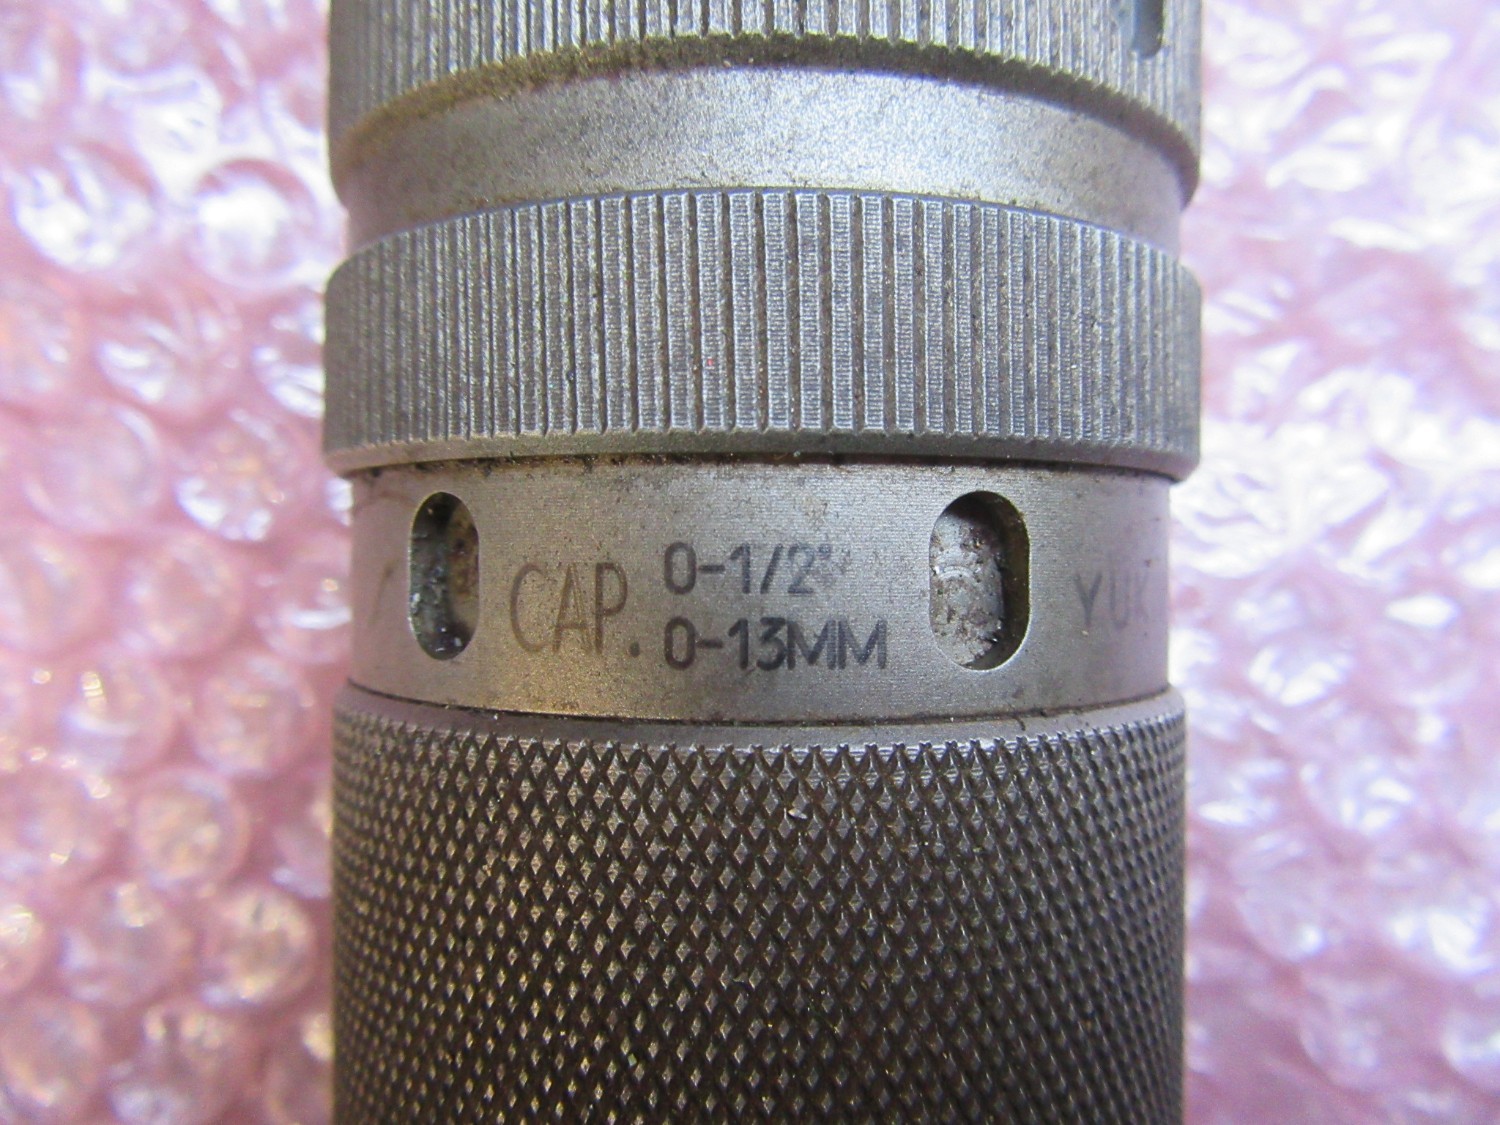 CAP. 0-1/2"
0-13MM
YUK